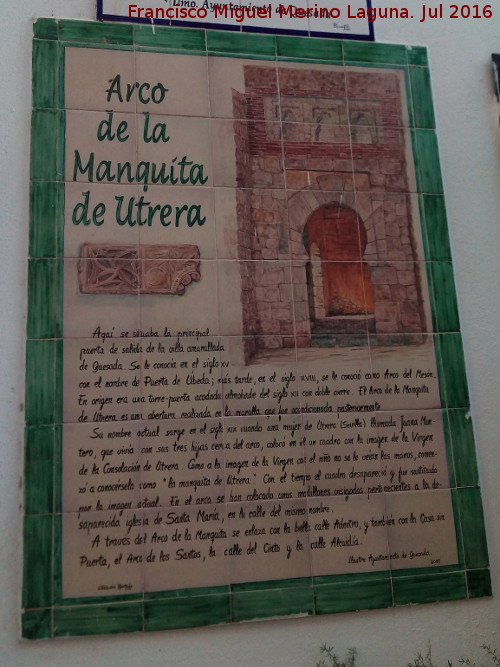 Francisco Miguel Merino Laguna. Jul 2016
Ilmo. Ayuntamiento de Quesada
Arco
de la
Manquita
de Utrera
Aquí se situaba la principal
puerta de salida de la villa amurallada
de Quesada. Se le conocía en el siglo XV
con el nombre de Puerta de Úbeda; más tarde, en el siglo XVIII, se le conoció como Arco del Mesón.
En origen era una torre-puerta acodada almohade del siglo XII con doble cierre. El Arco de la Manquita
de Utrera es una abertura realizada en la muralla que fue acondicionada posteriormente.
Su nombre actual surge en el siglo XIX cuando una mujer de Utrera (Sevilla) llamada Juana Mon-
tero, que vivía con sus tres hijas cerca del arco, colocó en él un cuadro con la imagen de la Virgen
de la Consolación de Utrera. Como a la imagen de la Virgen con el niño no se le veían las manos, comen-
zó a conocérsela como "la manquita de Utrera". Con el tiempo el cuadro desapareció y fue sustituido
por la imagen actual. En el arco se han colocado unos modillones visigodos pertenecientes a la de-
saparecida iglesia de Santa María, en la calle del mismo nombre.
A través del Arco de la Manquita se enlaza con la bella calle Adentro, y también con la Casa sin
Puerta, el Arco de los Santos, la calle del Cinto y la calle Alcaidía.
Ilustre Ayuntamiento de Quesada